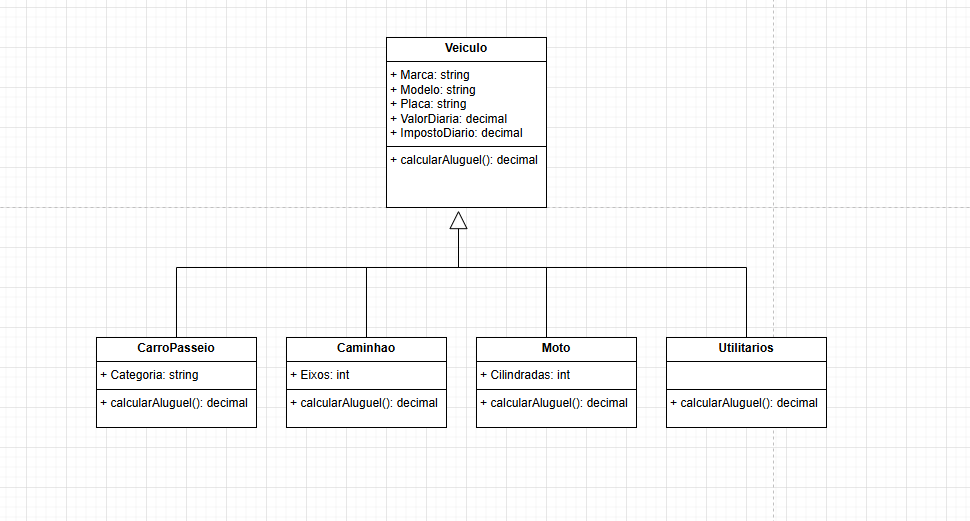 Veiculo
+ Marca: string
+ Modelo: string
+ Placa: string
+ ValorDiaria: decimal
+ ImpostoDiario: decimal
+ calcularAluguel(): decimal
CarroPasseio
+ Categoria: string
+ calcularAluguel(): decimal
Caminhao
+ Eixos: int
+ calcularAluguel(): decimal
Moto
+ Cilindradas: int
+ calcularAluguel(): decimal
Utilitarios
+ calcularAluguel(): decimal